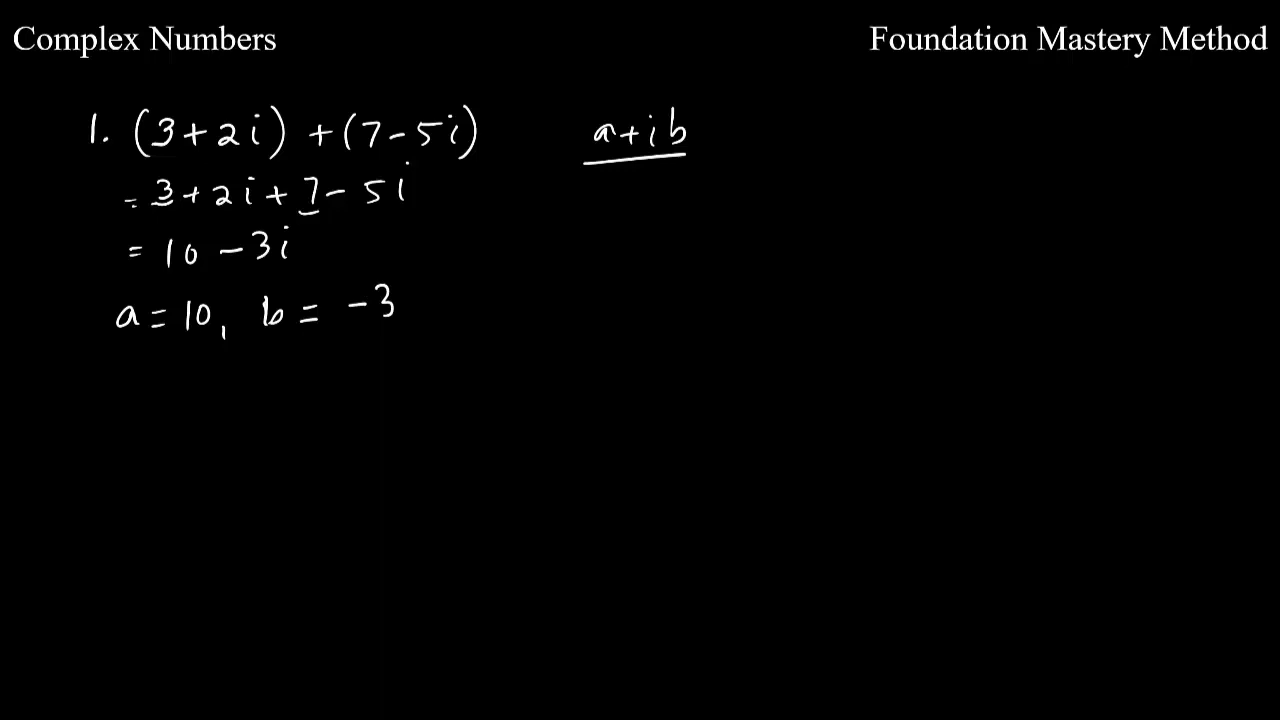 Complex Numbers
Foundation Mastery Method
1. (3+2i) + (7-5i)
a+ib
= 3+2i+7-5i
= 10-3i
a=10, b=-3